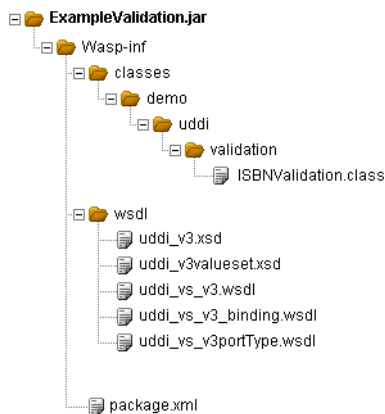 ExampleValidation.jar
Wasp-inf
classes
demo
uddi
validation
ISBNValidation.class
wsdl
uddi_v3.xsd
uddi_v3valueset.xsd
uddi_vs_v3.wsdl
uddi_vs_v3_binding.wsdl
uddi_vs_v3portType.wsdl
package.xml